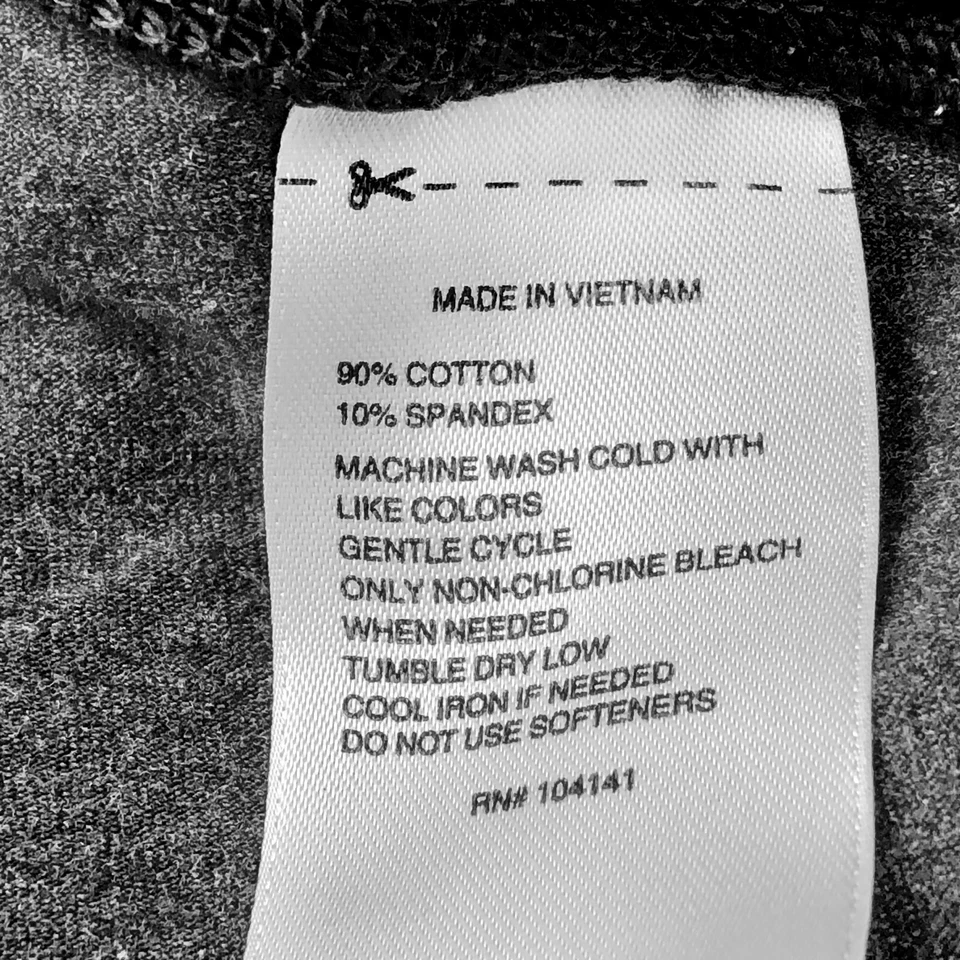 MADE IN VIETNAM
90% COTTON
10% SPANDEX
MACHINE WASH COLD WITH
LIKE COLORS
GENTLE CYCLE
ONLY NON-CHLORINE BLEACH
WHEN NEEDED
TUMBLE DRY LOW
COOL IRON IF NEEDED
DO NOT USE SOFTENERS
RN# 104141